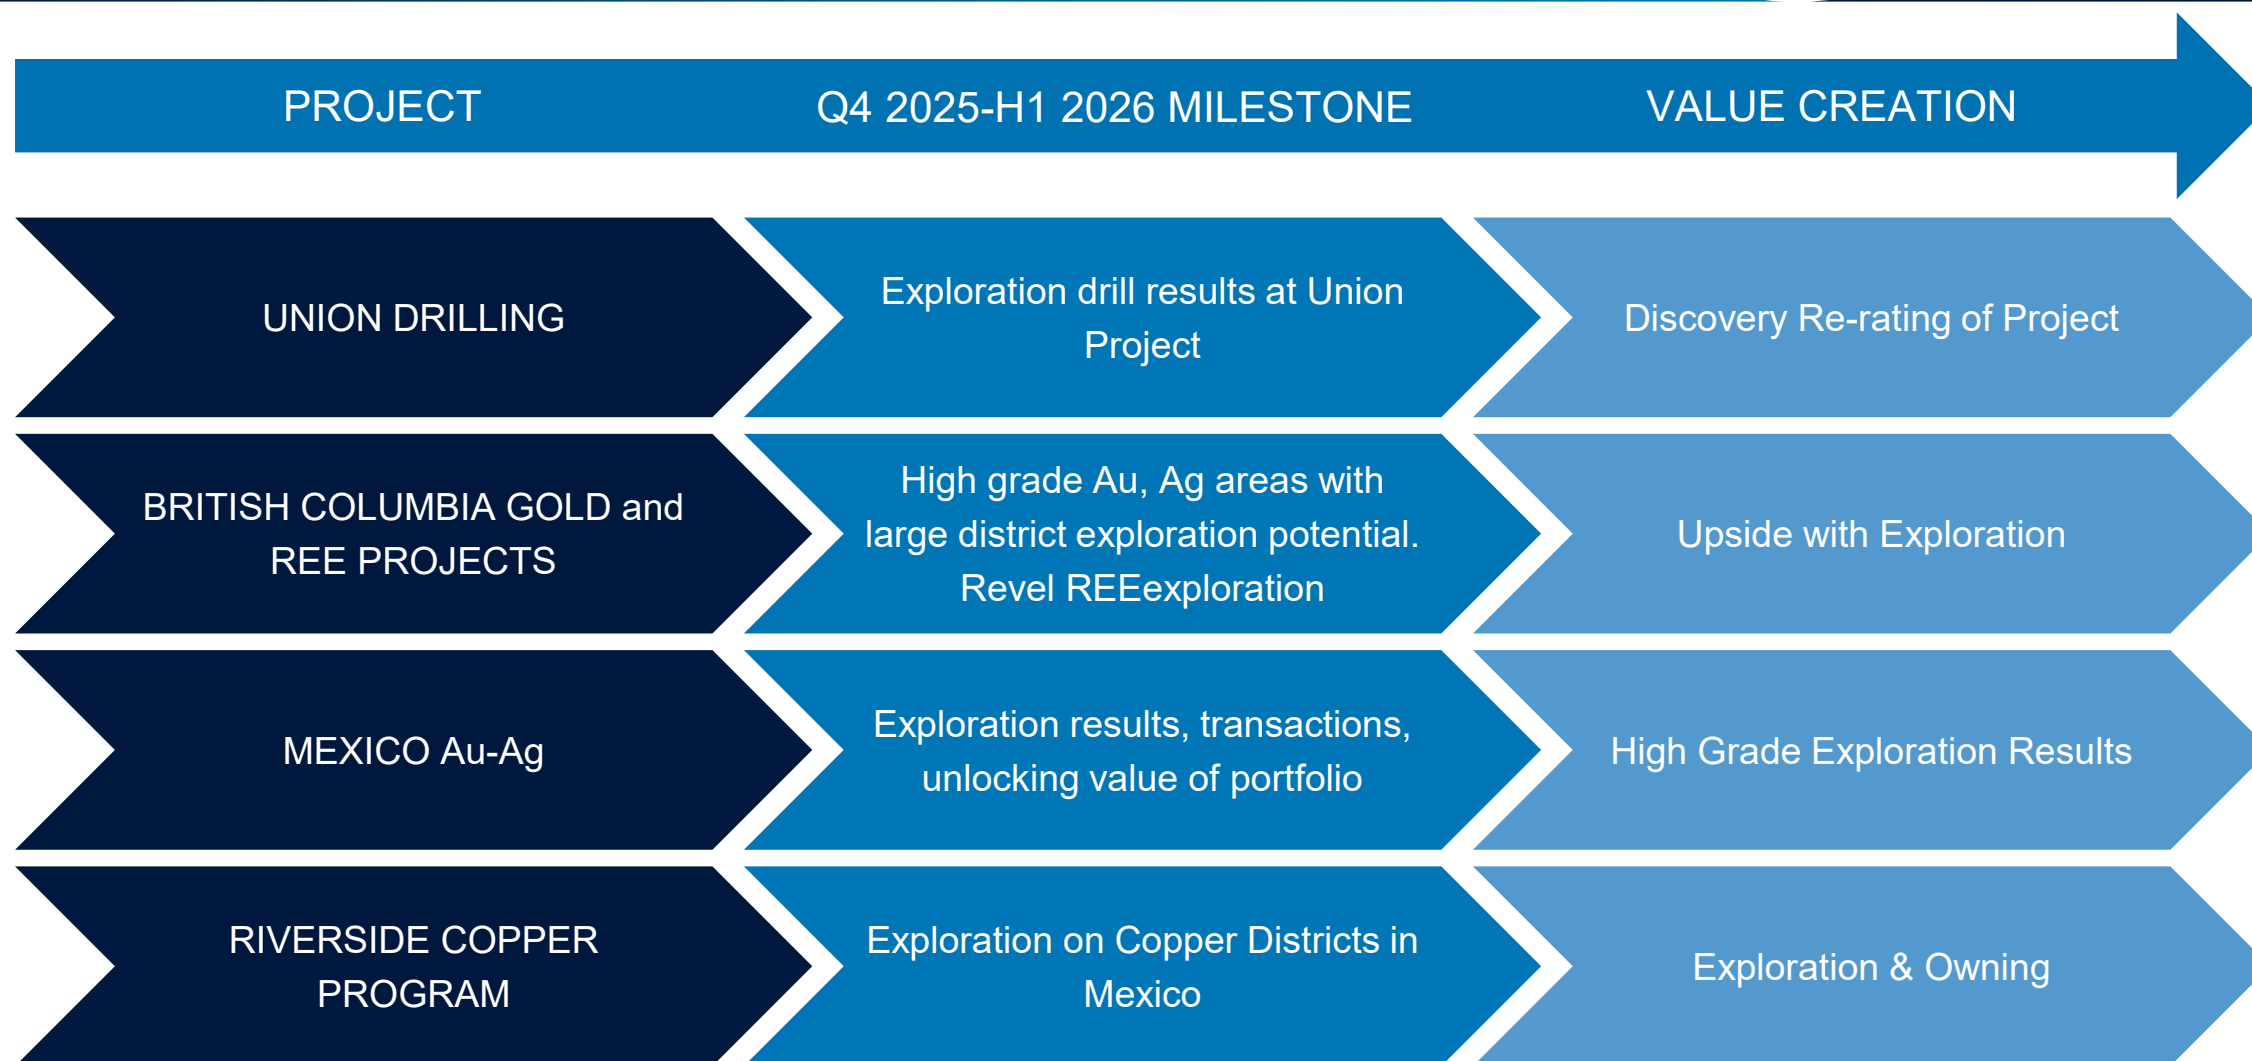 PROJECT
Q4 2025-H1 2026 MILESTONE
VALUE CREATION
UNION DRILLING
Exploration drill results at Union
Project
Discovery Re-rating of Project
BRITISH COLUMBIA GOLD and
REE PROJECTS
High grade Au, Ag areas with
large district exploration potential.
Revel REEexploration
Upside with Exploration
MEXICO Au-Ag
Exploration results, transactions,
unlocking value of portfolio
High Grade Exploration Results
RIVERSIDE COPPER
PROGRAM
Exploration on Copper Districts in
Mexico
Exploration & Owning